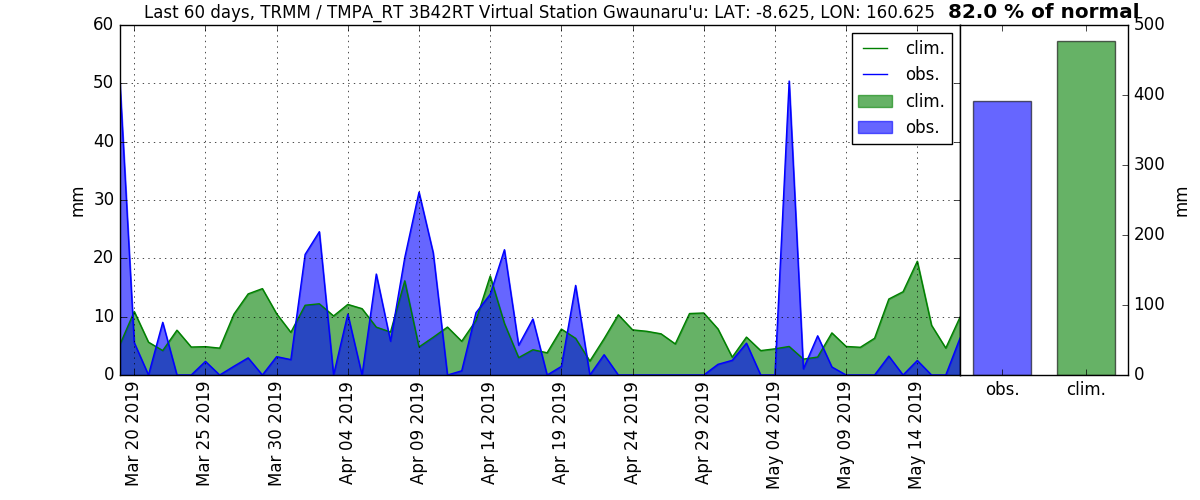 Last 60 days, TRMM / TMPA_RT 3B42RT Virtual Station Gwaunaru'u: LAT: -8.625, LON: 160.625
82.0 % of normal
60
50
40
30
20
10
0
mm
clim.
obs.
clim.
obs.
Mar 20 2019
Mar 25 2019
Mar 30 2019
Apr 04 2019
Apr 09 2019
Apr 14 2019
Apr 19 2019
Apr 24 2019
Apr 29 2019
May 04 2019
May 09 2019
May 14 2019
500
400
300
200
100
0
mm
obs. clim.